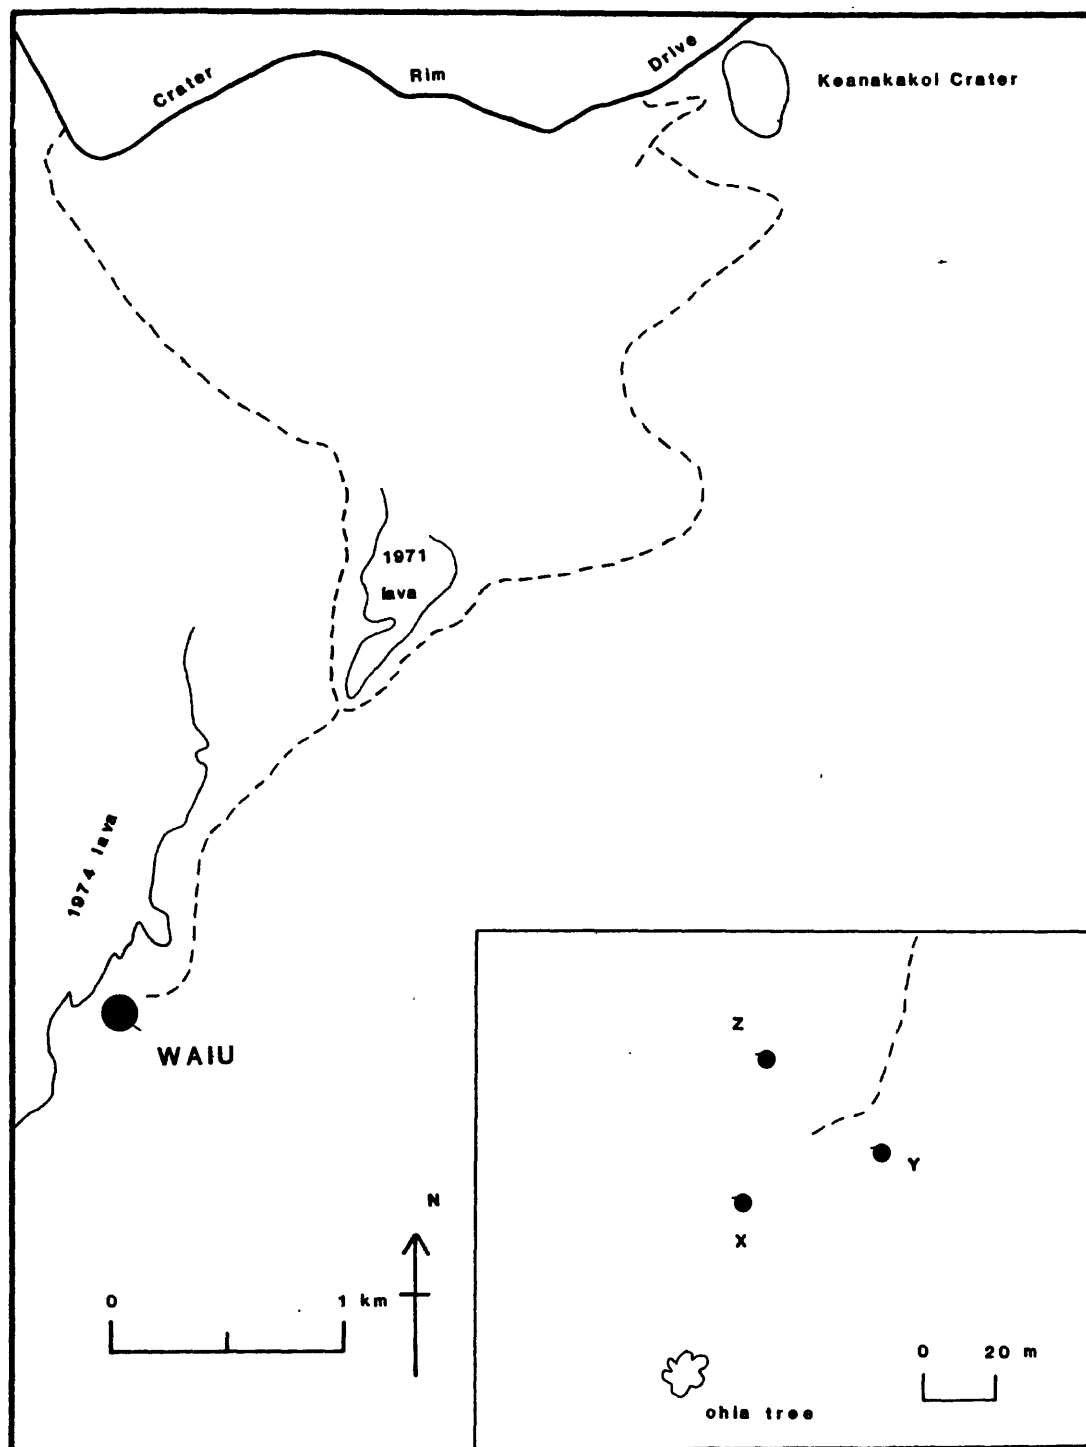 Crater Rim Drive
Keanakakoi Crater
1971
lava
1974 lava
WAIU
N
0 1 km
Z
Y
X
0 20 m
ohia tree